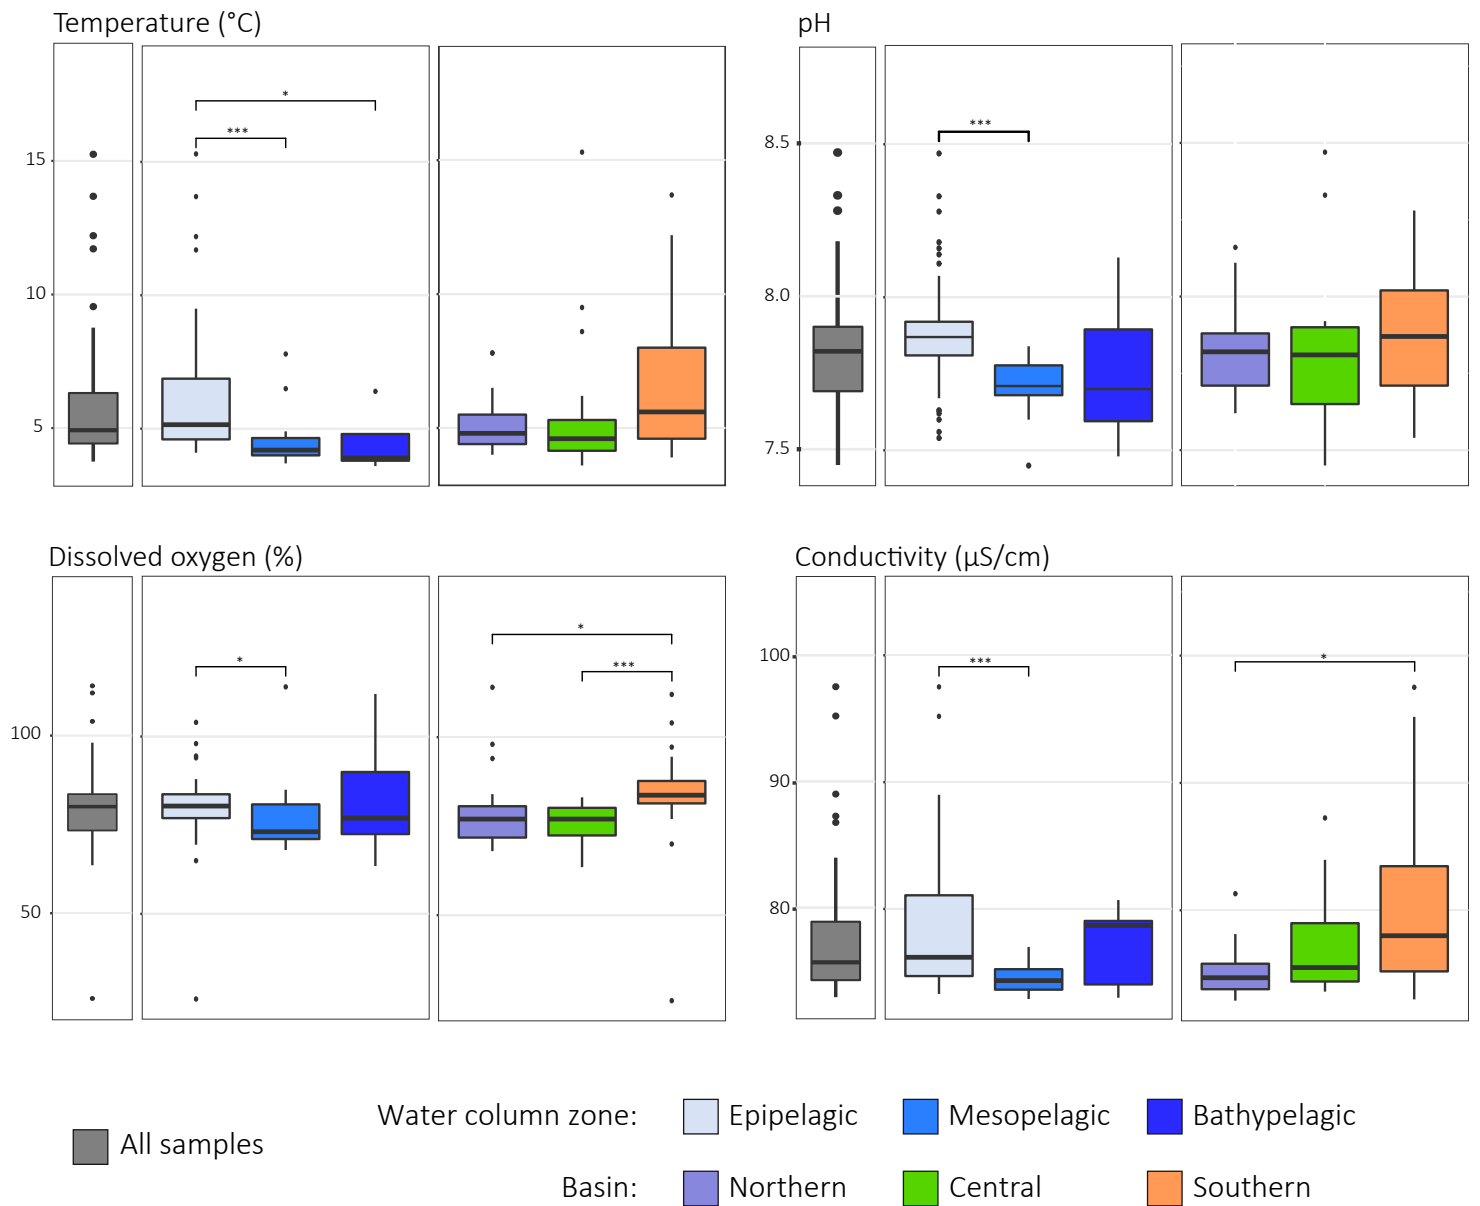 Temperature (°C)
pH
*
***
15
10
5
***
8.5
8.0
7.5
Dissolved oxygen (%)
Conductivity (µS/cm)
*
*
***
100
50
***
*
100
90
80
Water column zone:
Epipelagic
Mesopelagic
Bathypelagic
All samples
Basin:
Northern
Central
Southern